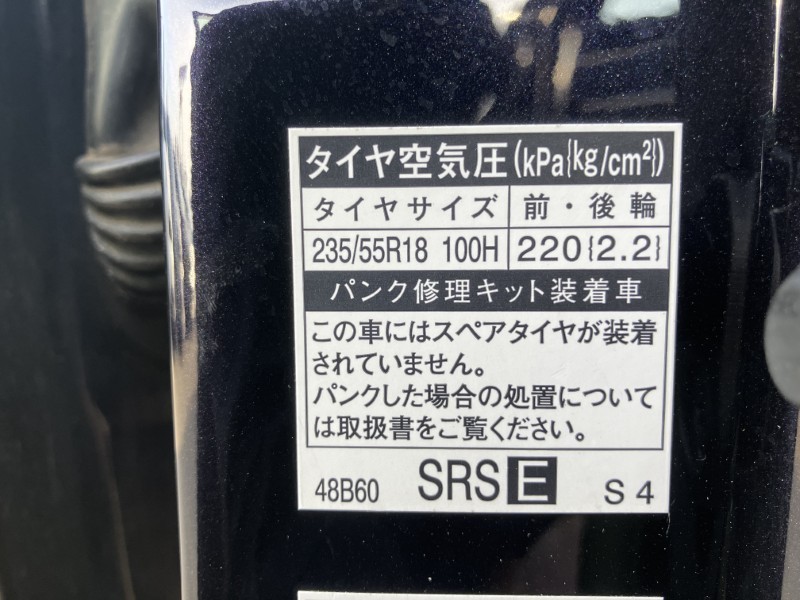 タイヤ空気圧(kPa{kg/cm²})
タイヤサイズ 前・後輪
235/55R18 100H 220{2.2}
パンク修理キット装着車
この車にはスペアタイヤが装着
されていません。
パンクした場合の処置について
は取扱書をご覧ください。
48B60 SRS E S4